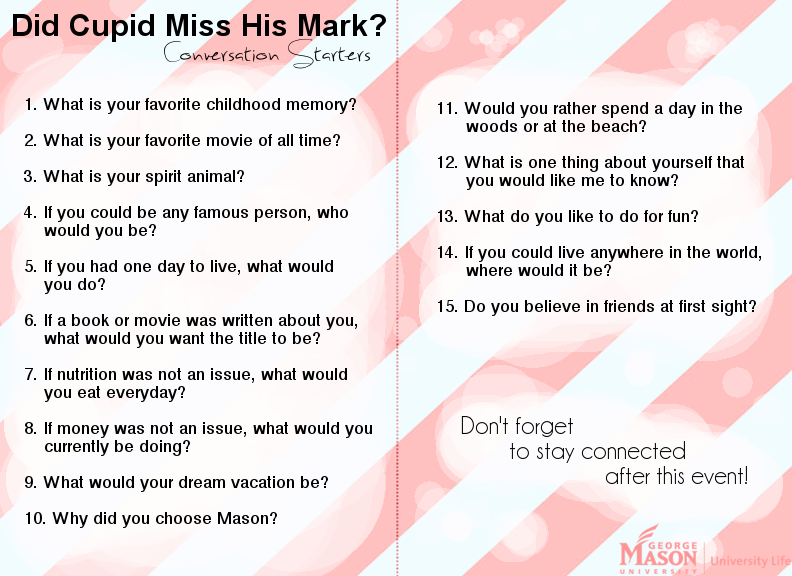 Did Cupid Miss His Mark?
Conversation Starters
1. What is your favorite childhood memory?
2. What is your favorite movie of all time?
3. What is your spirit animal?
4. If you could be any famous person, who
would you be?
5. If you had one day to live, what would
you do?
6. If a book or movie was written about you,
what would you want the title to be?
7. If nutrition was not an issue, what would
you eat everyday?
8. If money was not an issue, what would you
currently be doing?
9. What would your dream vacation be?
10. Why did you choose Mason?
11. Would you rather spend a day in the
woods or at the beach?
12. What is one thing about yourself that
you would like me to know?
13. What do you like to do for fun?
14. If you could live anywhere in the world,
where would it be?
15. Do you believe in friends at first sight?
Don't forget
to stay connected
after this event!
GEORGE
MASON
UNIVERSITY
University Life